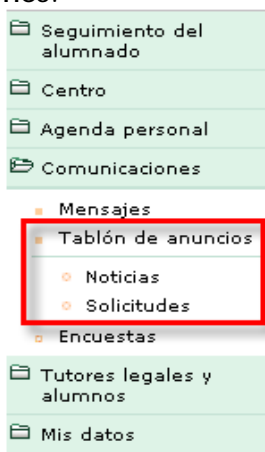 Seguimiento del
alumnado
Centro
Agenda personal
Comunicaciones
Mensajes
Tablón de anuncios
Noticias
Solicitudes
Encuestas
Tutores legales y
alumnos
Mis datos